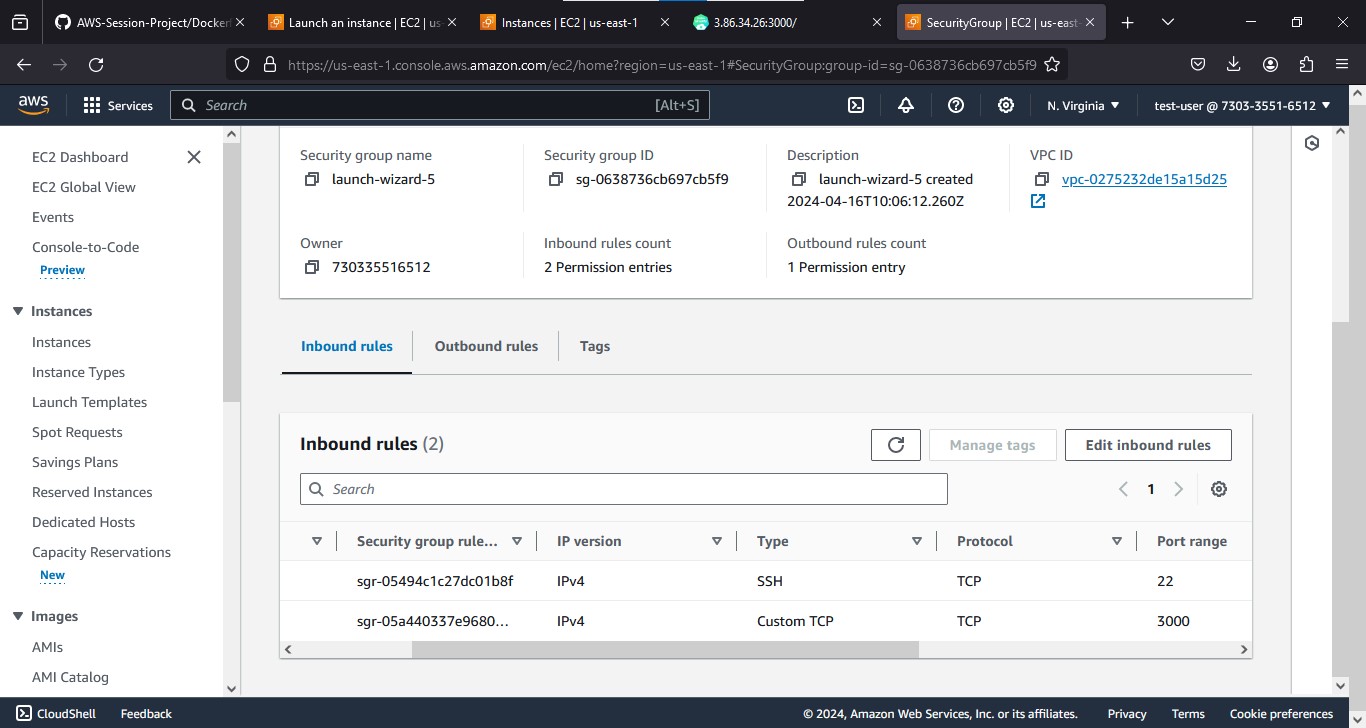 AWS-Session-Project/Dockerf
Launch an instance | EC2 | us-
Instances | EC2 | us-east-1
3.86.34.26:3000/
SecurityGroup | EC2 | us-east-
https://us-east-1.console.aws.amazon.com/ec2/home?region=us-east-1#SecurityGroup:group-id=sg-0638736cb697cb5f9
aws
Services
Search
[Alt+S]
N. Virginia
test-user @ 7303-3551-6512
EC2 Dashboard
EC2 Global View
Events
Console-to-Code
Preview
Instances
Instances
Instance Types
Launch Templates
Spot Requests
Savings Plans
Reserved Instances
Dedicated Hosts
Capacity Reservations
New
Images
AMIs
AMI Catalog
Security group name
launch-wizard-5
Security group ID
sg-0638736cb697cb5f9
Description
launch-wizard-5 created
2024-04-16T10:06:12.260Z
VPC ID
vpc-0275232de15a15d25
Owner
730335516512
Inbound rules count
2 Permission entries
Outbound rules count
1 Permission entry
Inbound rules
Outbound rules
Tags
Inbound rules (2)
Manage tags
Edit inbound rules
Search
1
Security group rule...
IP version
Type
Protocol
Port range
sgr-05494c1c27dc01b8f
IPv4
SSH
TCP
22
sgr-05a440337e9680...
IPv4
Custom TCP
TCP
3000
CloudShell
Feedback
© 2024, Amazon Web Services, Inc. or its affiliates.
Privacy
Terms
Cookie preferences